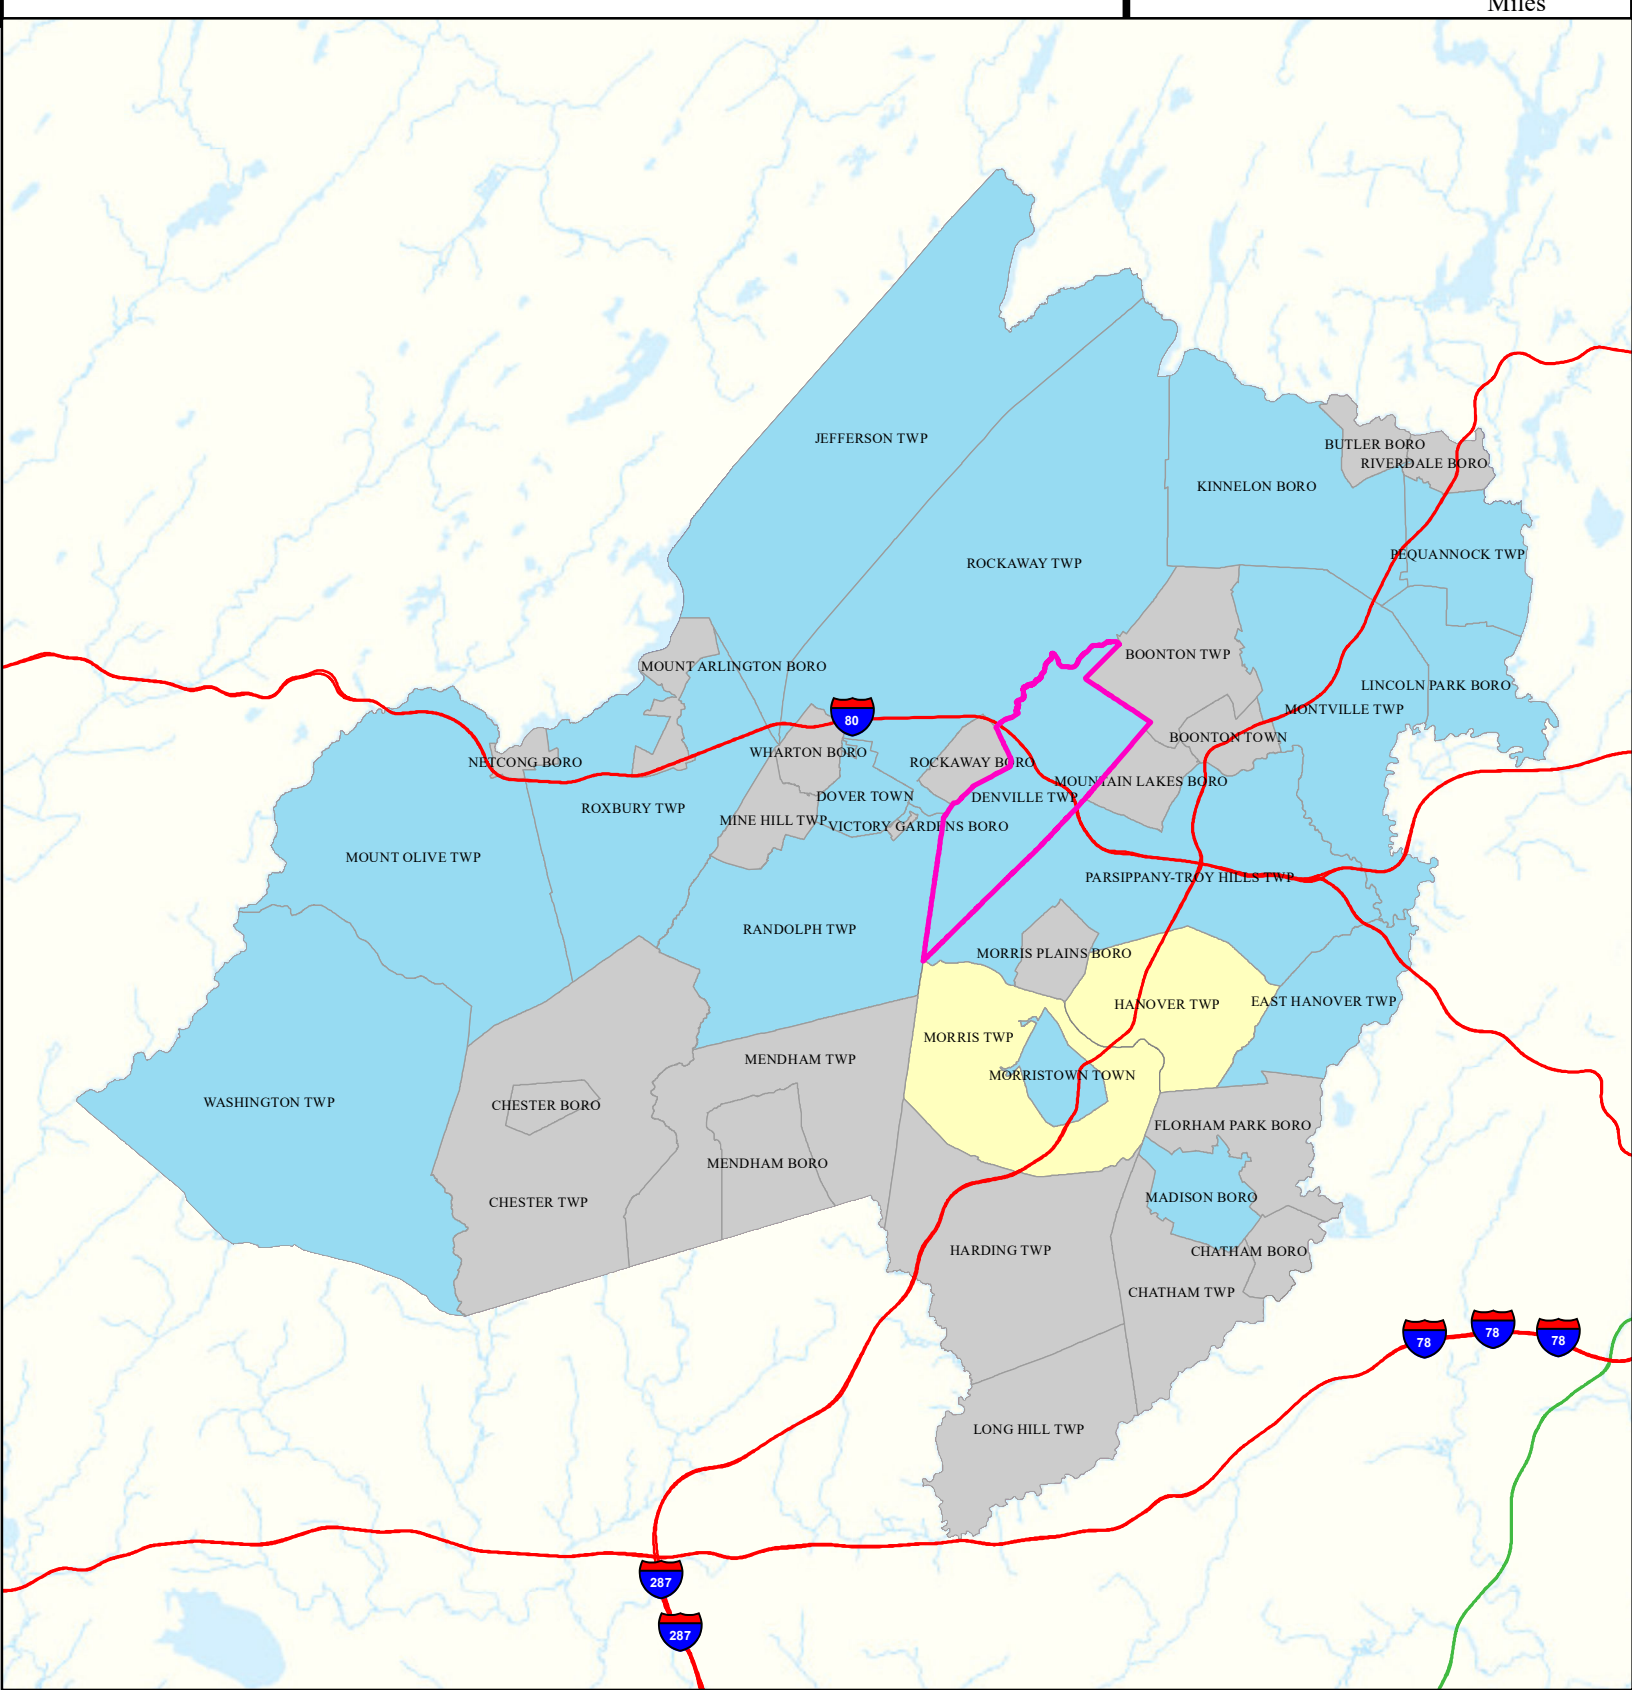 Miles
JEFFERSON TWP
BUTLER BORO
RIVERDALE BORO
KINNELON BORO
PEQUANNOCK TWP
ROCKAWAY TWP
BOONTON TWP
MOUNT ARLINGTON BORO
LINCOLN PARK BORO
MONTVILLE TWP
80
BOONTON TOWN
WHARTON BORO
NETCONG BORO
ROCKAWAY BORO
MOUNTAIN LAKES BORO
DOVER TOWN
DENVILLE TWP
ROXBURY TWP
MINE HILL TWP
VICTORY GARDENS BORO
MOUNT OLIVE TWP
PARSIPPANY-TROY HILLS TWP
RANDOLPH TWP
MORRIS PLAINS BORO
HANOVER TWP
EAST HANOVER TWP
MORRIS TWP
MENDHAM TWP
MORRISTOWN TOWN
WASHINGTON TWP
CHESTER BORO
FLORHAM PARK BORO
MENDHAM BORO
MADISON BORO
CHESTER TWP
HARDING TWP
CHATHAM BORO
CHATHAM TWP
78
78
78
LONG HILL TWP
287
287